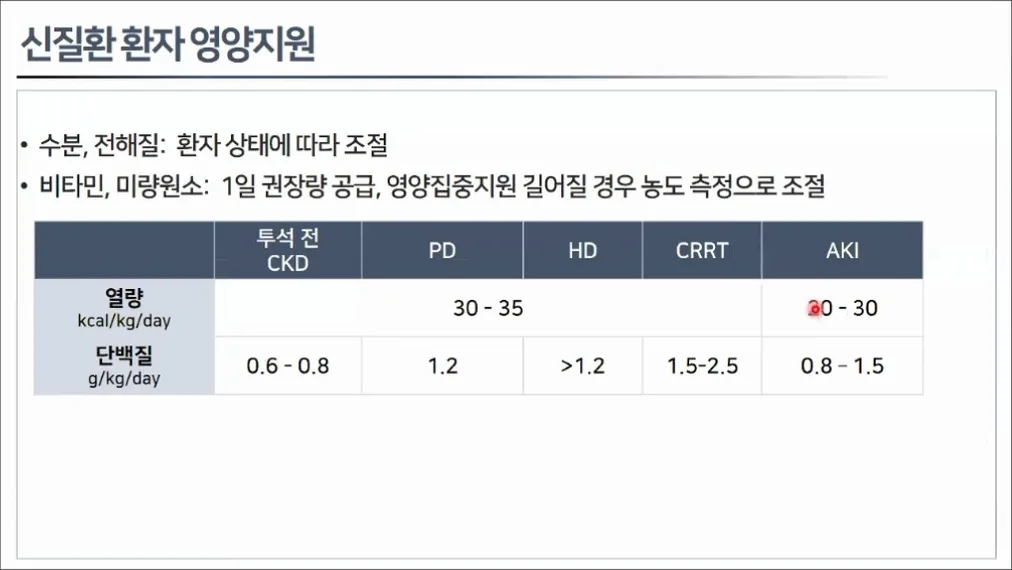 신질환 환자 영양지원
• 수분, 전해질: 환자 상태에 따라 조절
• 비타민, 미량원소: 1일 권장량 공급, 영양집중지원 길어질 경우 농도 측정으로 조절
투석 전 CKD PD HD CRRT AKI
열량 kcal/kg/day 30 - 35 0 - 30
단백질 g/kg/day 0.6 - 0.8 1.2 >1.2 1.5-2.5 0.8 - 1.5